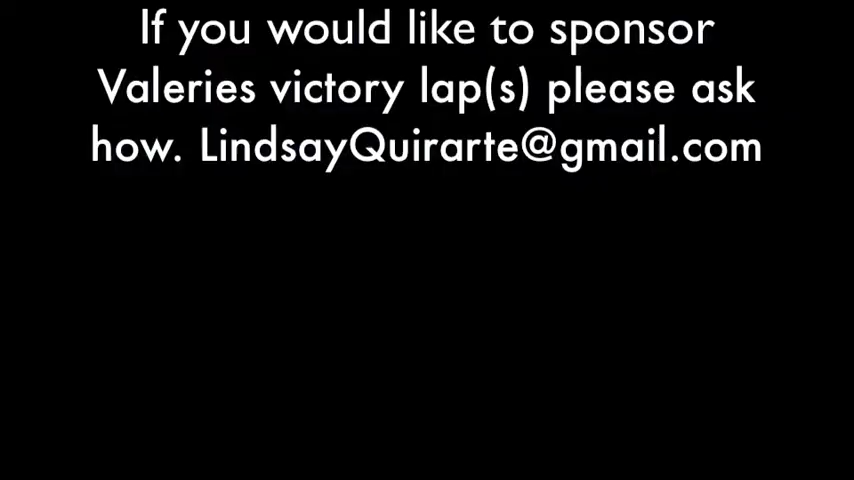 If you would like to sponsor
Valeries victory lap(s) please ask
how. LindsayQuirarte@gmail.com